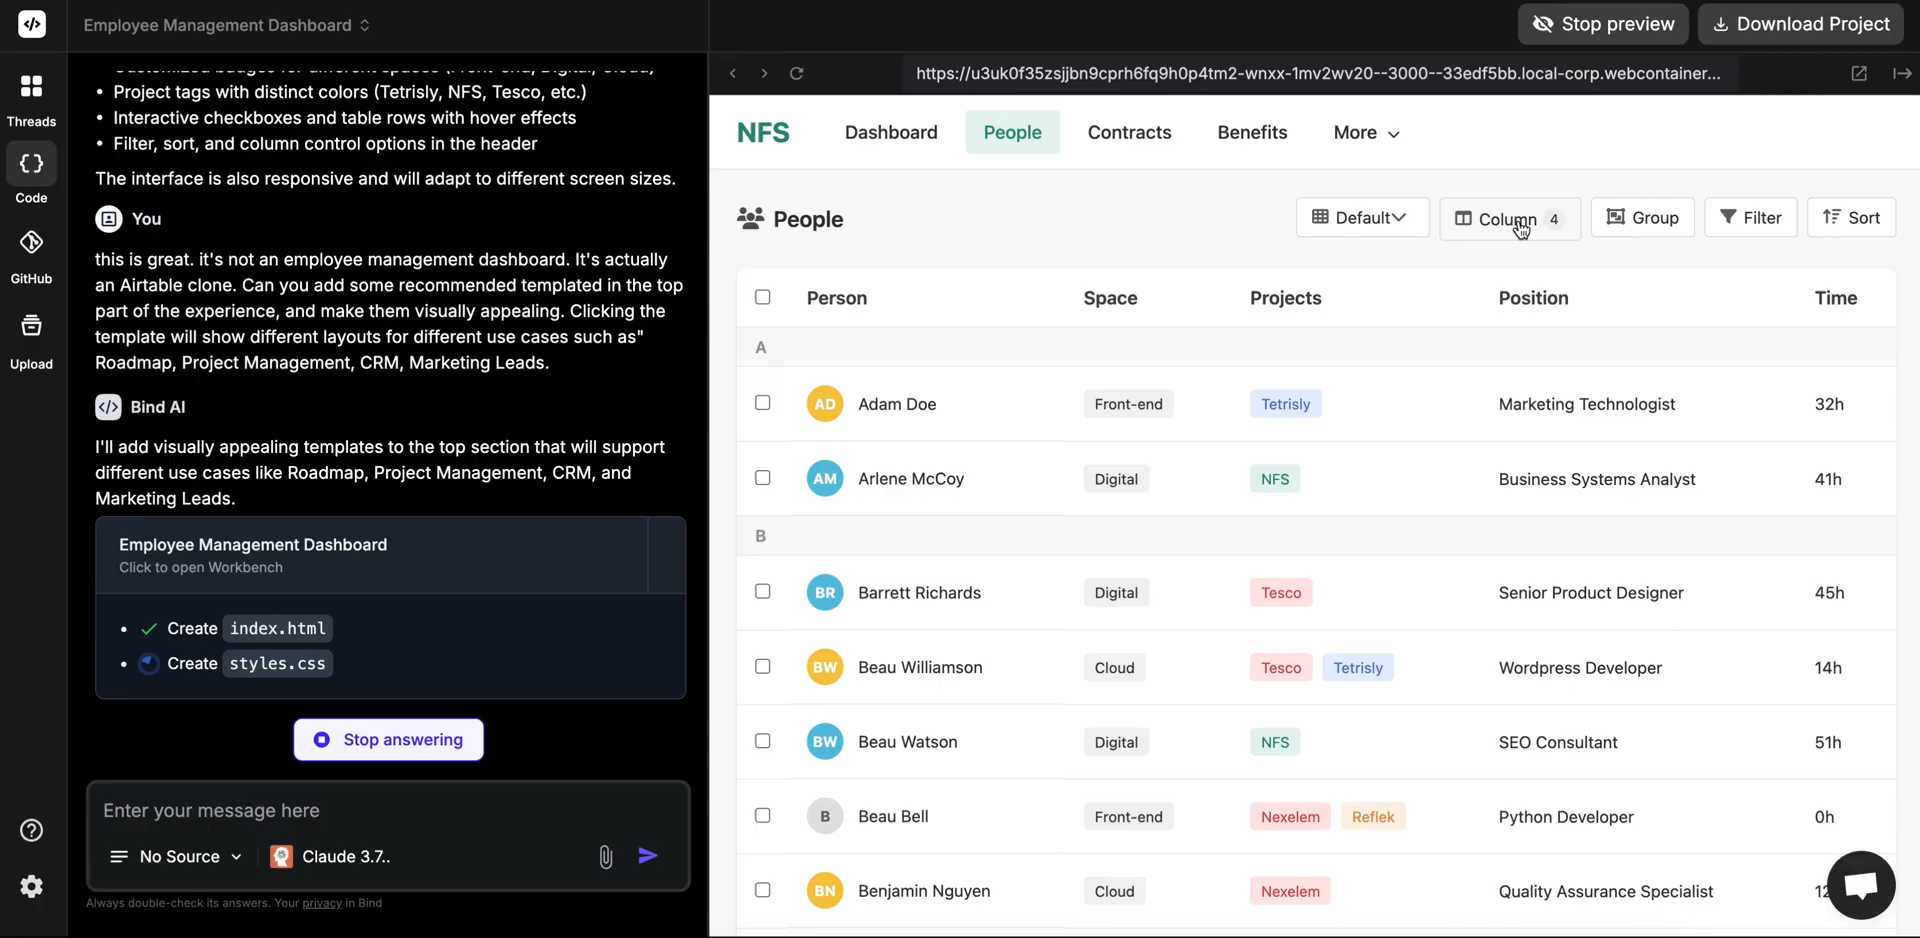 Employee Management Dashboard
Stop preview
Download Project
Threads
Code
GitHub
Upload
• Project tags with distinct colors (Tetrisly, NFS, Tesco, etc.)
• Interactive checkboxes and table rows with hover effects
• Filter, sort, and column control options in the header
The interface is also responsive and will adapt to different screen sizes.
You
this is great. it's not an employee management dashboard. It's actually
an Airtable clone. Can you add some recommended templated in the top
part of the experience, and make them visually appealing. Clicking the
template will show different layouts for different use cases such as"
Roadmap, Project Management, CRM, Marketing Leads.
</> Bind AI
I'll add visually appealing templates to the top section that will support
different use cases like Roadmap, Project Management, CRM, and
Marketing Leads.
Employee Management Dashboard
Click to open Workbench
• Create index.html
• Create styles.css
Stop answering
Enter your message here
No Source
Claude 3.7..
Always double-check its answers. Your privacy in Bind
https://u3uk0f35zsjjbn9cprh6fq9h0p4tm2-wnxx-1mv2wv20--3000--33edf5bb.local-corp.webcontainer...
NFS Dashboard People Contracts Benefits More
People
Default Column 4 Group Filter Sort
Person Space Projects Position Time
A
AD Adam Doe Front-end Tetrisly Marketing Technologist 32h
AM Arlene McCoy Digital NFS Business Systems Analyst 41h
B
BR Barrett Richards Digital Tesco Senior Product Designer 45h
BW Beau Williamson Cloud Tesco Tetrisly Wordpress Developer 14h
BW Beau Watson Digital NFS SEO Consultant 51h
B Beau Bell Front-end Nexelem Reflek Python Developer 0h
BN Benjamin Nguyen Cloud Nexelem Quality Assurance Specialist